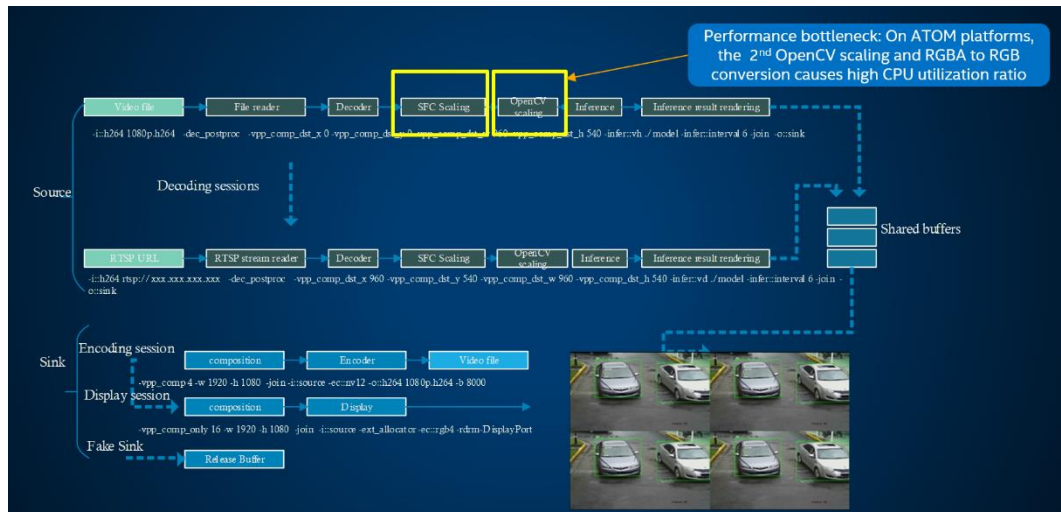 Performance bottleneck: On ATOM platforms,
the 2nd OpenCV scaling and RGBA to RGB
conversion causes high CPU utilization ratio
Video file
File reader
Decoder
SFC Scaling
OpenCV
scaling
Inference
Inference result rendering
-i::h264 1080p.h264 -dec_postproc -vpp_comp_dst_x 0 -vpp_comp_dst_y 0 -vpp_comp_dst_w 960 -vpp_comp_dst_h 540 -infer::vh ./model -infer::interval 6 -join -o::sink
Source
Decoding sessions
Shared buffers
RTSP URL
RTSP stream reader
Decoder
SFC Scaling
OpenCV
scaling
Inference
Inference result rendering
-i::h264 rtsp://xxx.xxx.xxx.xxx -dec_postproc -vpp_comp_dst_x 960 -vpp_comp_dst_y 540 -vpp_comp_dst_w 960 -vpp_comp_dst_h 540 -infer::vd ./model -infer::interval 6 -join -
o::sink
Sink
Encoding session
composition
Encoder
Video file
-vpp_comp 4 -w 1920 -h 1080 -join -i::source -ec::nv12 -o::h264 1080p.h264 -b 8000
Display session
composition
Display
-vpp_comp_only 16 -w 1920 -h 1080 -join -i::source -ext_allocator -ec::rgb4 -rdrm-DisplayPort
Fake Sink
Release Buffer